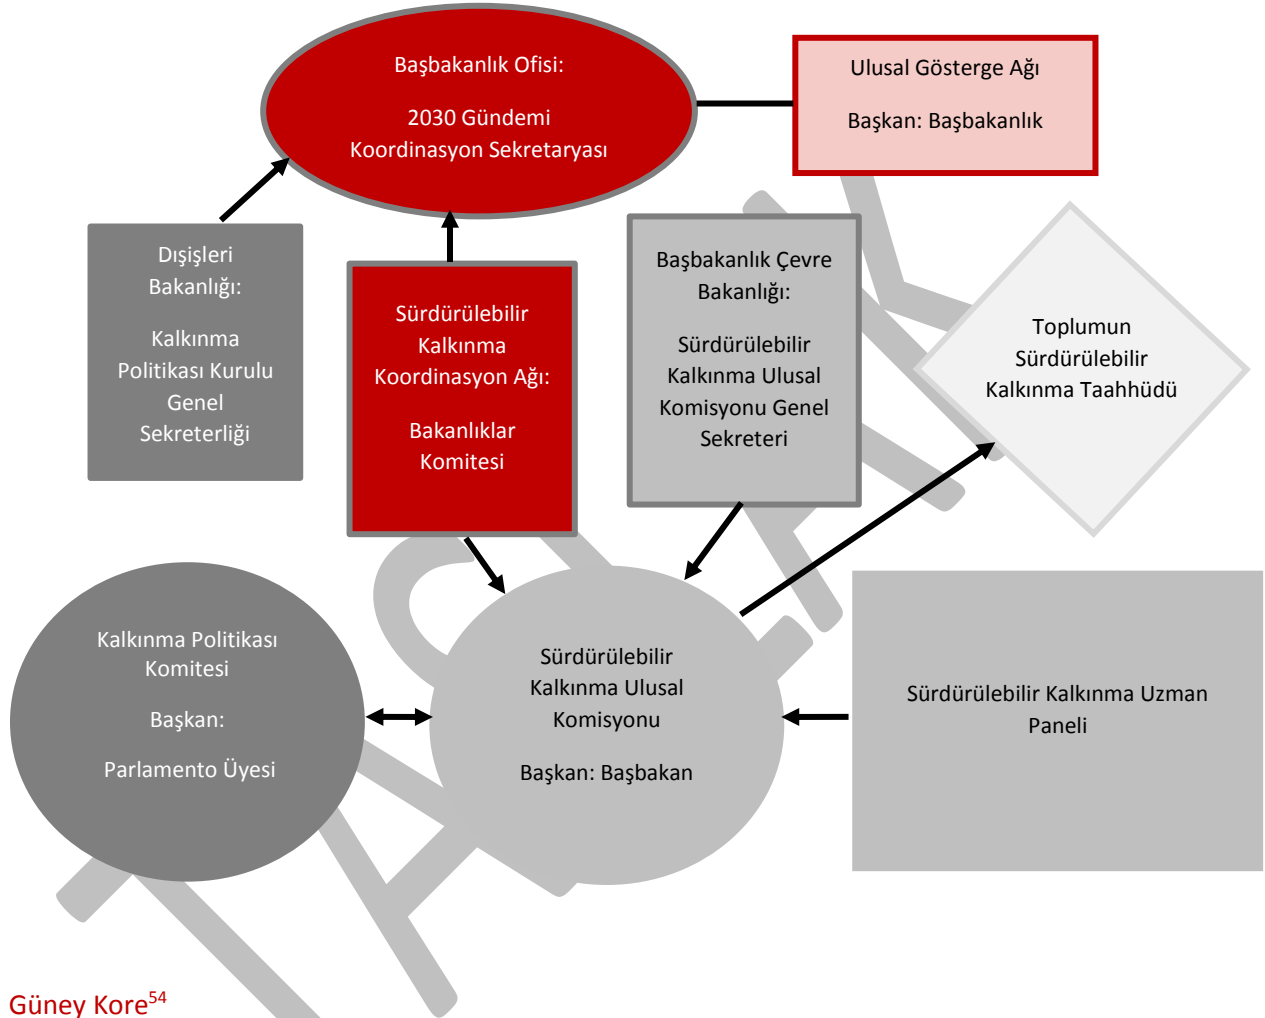 Başbakanlık Ofisi:
2030 Gündemi
Koordinasyon Sekretaryası
Ulusal Gösterge Ağı
Başkan: Başbakanlık
Dışişleri
Bakanlığı:
Kalkınma
Politikası Kurulu
Genel
Sekreterliği
Sürdürülebilir
Kalkınma
Koordinasyon Ağı:
Bakanlıklar
Komitesi
Başbakanlık Çevre
Bakanlığı:
Sürdürülebilir
Kalkınma Ulusal
Komisyonu Genel
Sekreteri
Toplumun
Sürdürülebilir
Kalkınma Taahhüdü
Kalkınma Politikası
Komitesi
Başkan:
Parlamento Üyesi
Sürdürülebilir
Kalkınma Ulusal
Komisyonu
Başkan: Başbakan
Sürdürülebilir Kalkınma Uzman
Paneli
Güney Kore54